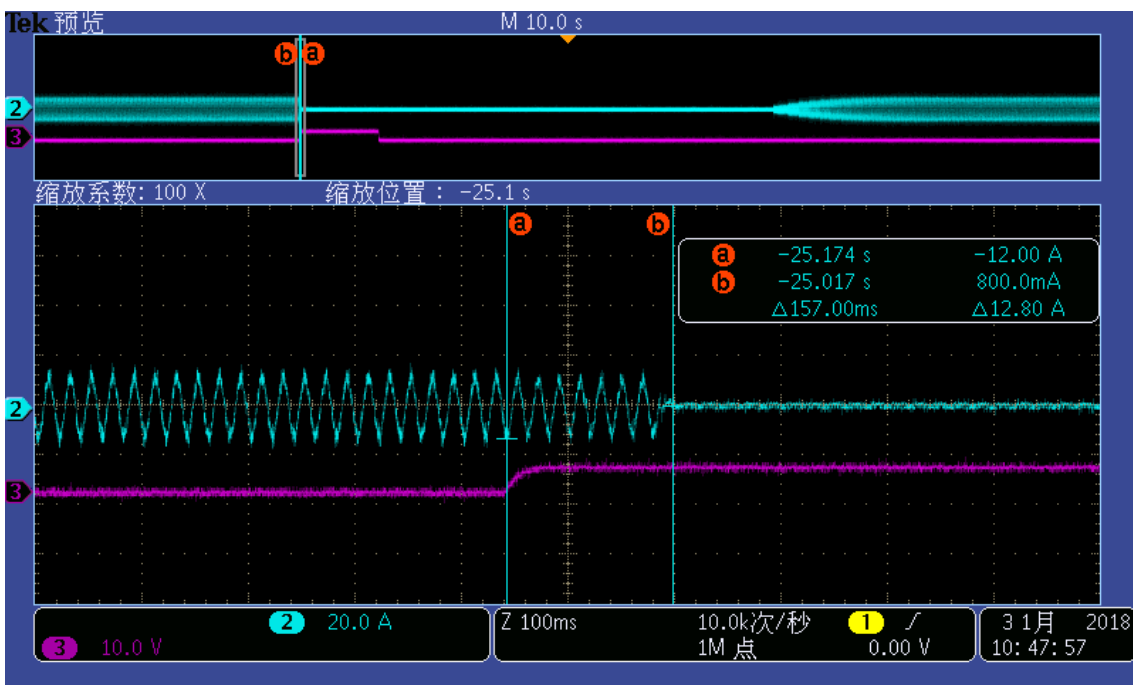 Tek 预览 M 10.0 s
b a
2
3
缩放系数: 100 X 缩放位置： -25.1 s
a b
a -25.174 s -12.00 A
b -25.017 s 800.0mA
△157.00ms △12.80 A
2
3
2 20.0 A Z 100ms 10.0k次/秒 1 3 1月 2018
3 10.0 V 1M 点 0.00 V 10: 47: 57